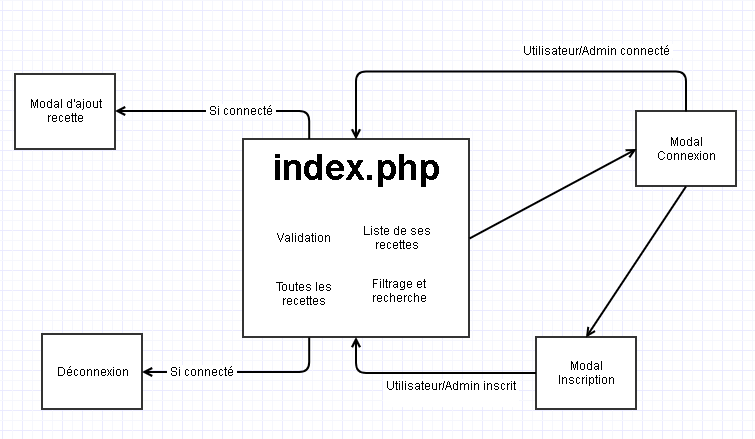 Utilisateur/Admin connecté
Modal d'ajout
recette
Si connecté
Modal
Connexion
index.php
Validation
Liste de ses
recettes
Toutes les
recettes
Filtrage et
recherche
Déconnexion
Si connecté
Utilisateur/Admin inscrit
Modal
Inscription